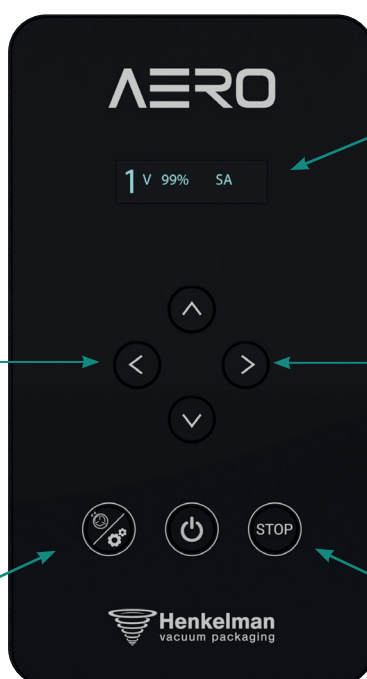 AERO
1 V 99% SA
STOP
Henkelman
vacuum packaging